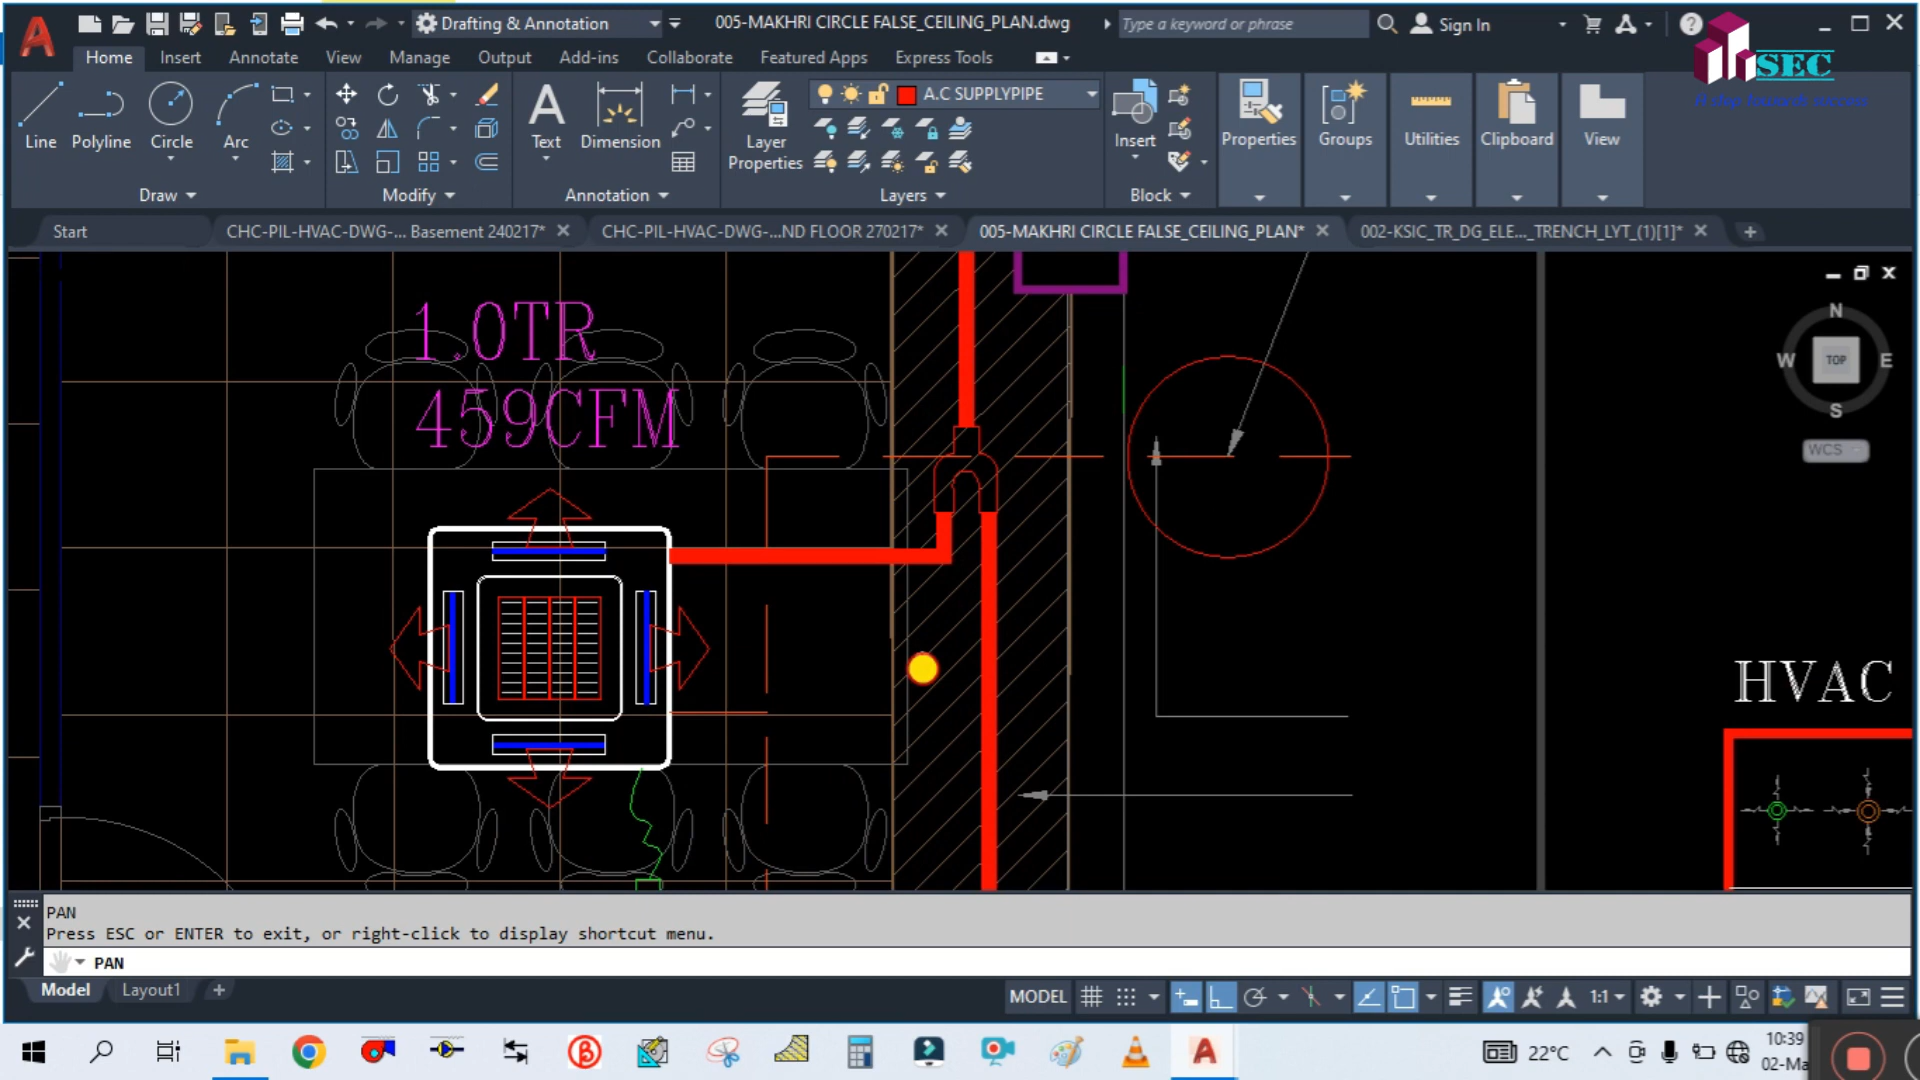 Drafting & Annotation
005-MAKHRI CIRCLE FALSE_CEILING_PLAN.dwg
Type a keyword or phrase
Sign In
SEC
Home
Insert
Annotate
View
Manage
Output
Add-ins
Collaborate
Featured Apps
Express Tools
A step towards success
A.C SUPPLYPIPE
Line
Polyline
Circle
Arc
Text
Dimension
Layer
Properties
Insert
Properties
Groups
Utilities
Clipboard
View
Draw
Modify
Annotation
Layers
Block
Start
CHC-PIL-HVAC-DWG-... Basement 240217*
CHC-PIL-HVAC-DWG-...ND FLOOR 270217*
005-MAKHRI CIRCLE FALSE_CEILING_PLAN*
002-KSIC_TR_DG_ELE..._TRENCH_LYT_(1)[1]*
N
W
TOP
E
S
WCS
1.0TR
459CFM
HVAC
PAN
Press ESC or ENTER to exit, or right-click to display shortcut menu.
PAN
Model
Layout1
MODEL
1:1
22°C
10:39
02-Ma